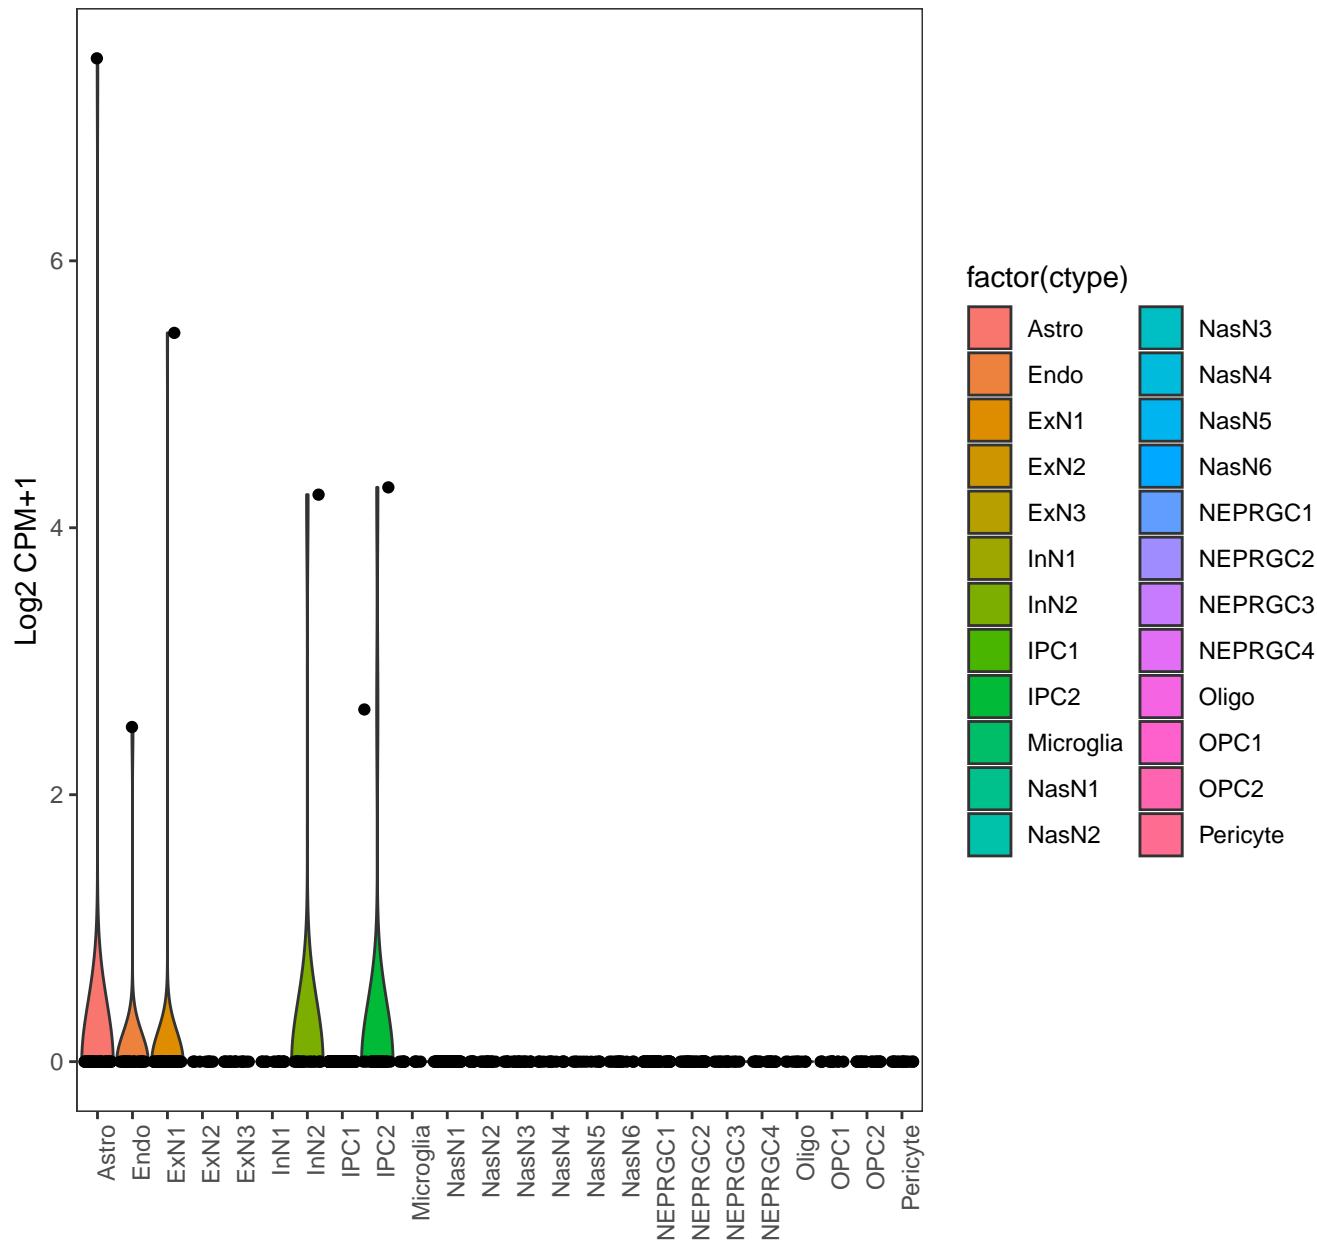 6
4
2
0
Log2 CPM+1
Astro
Endo
ExN1
ExN2
ExN3
InN1
InN2
IPC1
IPC2
Microglia
NasN1
NasN2
NasN3
NasN4
NasN5
NasN6
NEPRGC1
NEPRGC2
NEPRGC3
NEPRGC4
Oligo
OPC1
OPC2
Pericyte
factor(ctype)
Astro
Endo
ExN1
ExN2
ExN3
InN1
InN2
IPC1
IPC2
Microglia
NasN1
NasN2
NasN3
NasN4
NasN5
NasN6
NEPRGC1
NEPRGC2
NEPRGC3
NEPRGC4
Oligo
OPC1
OPC2
Pericyte